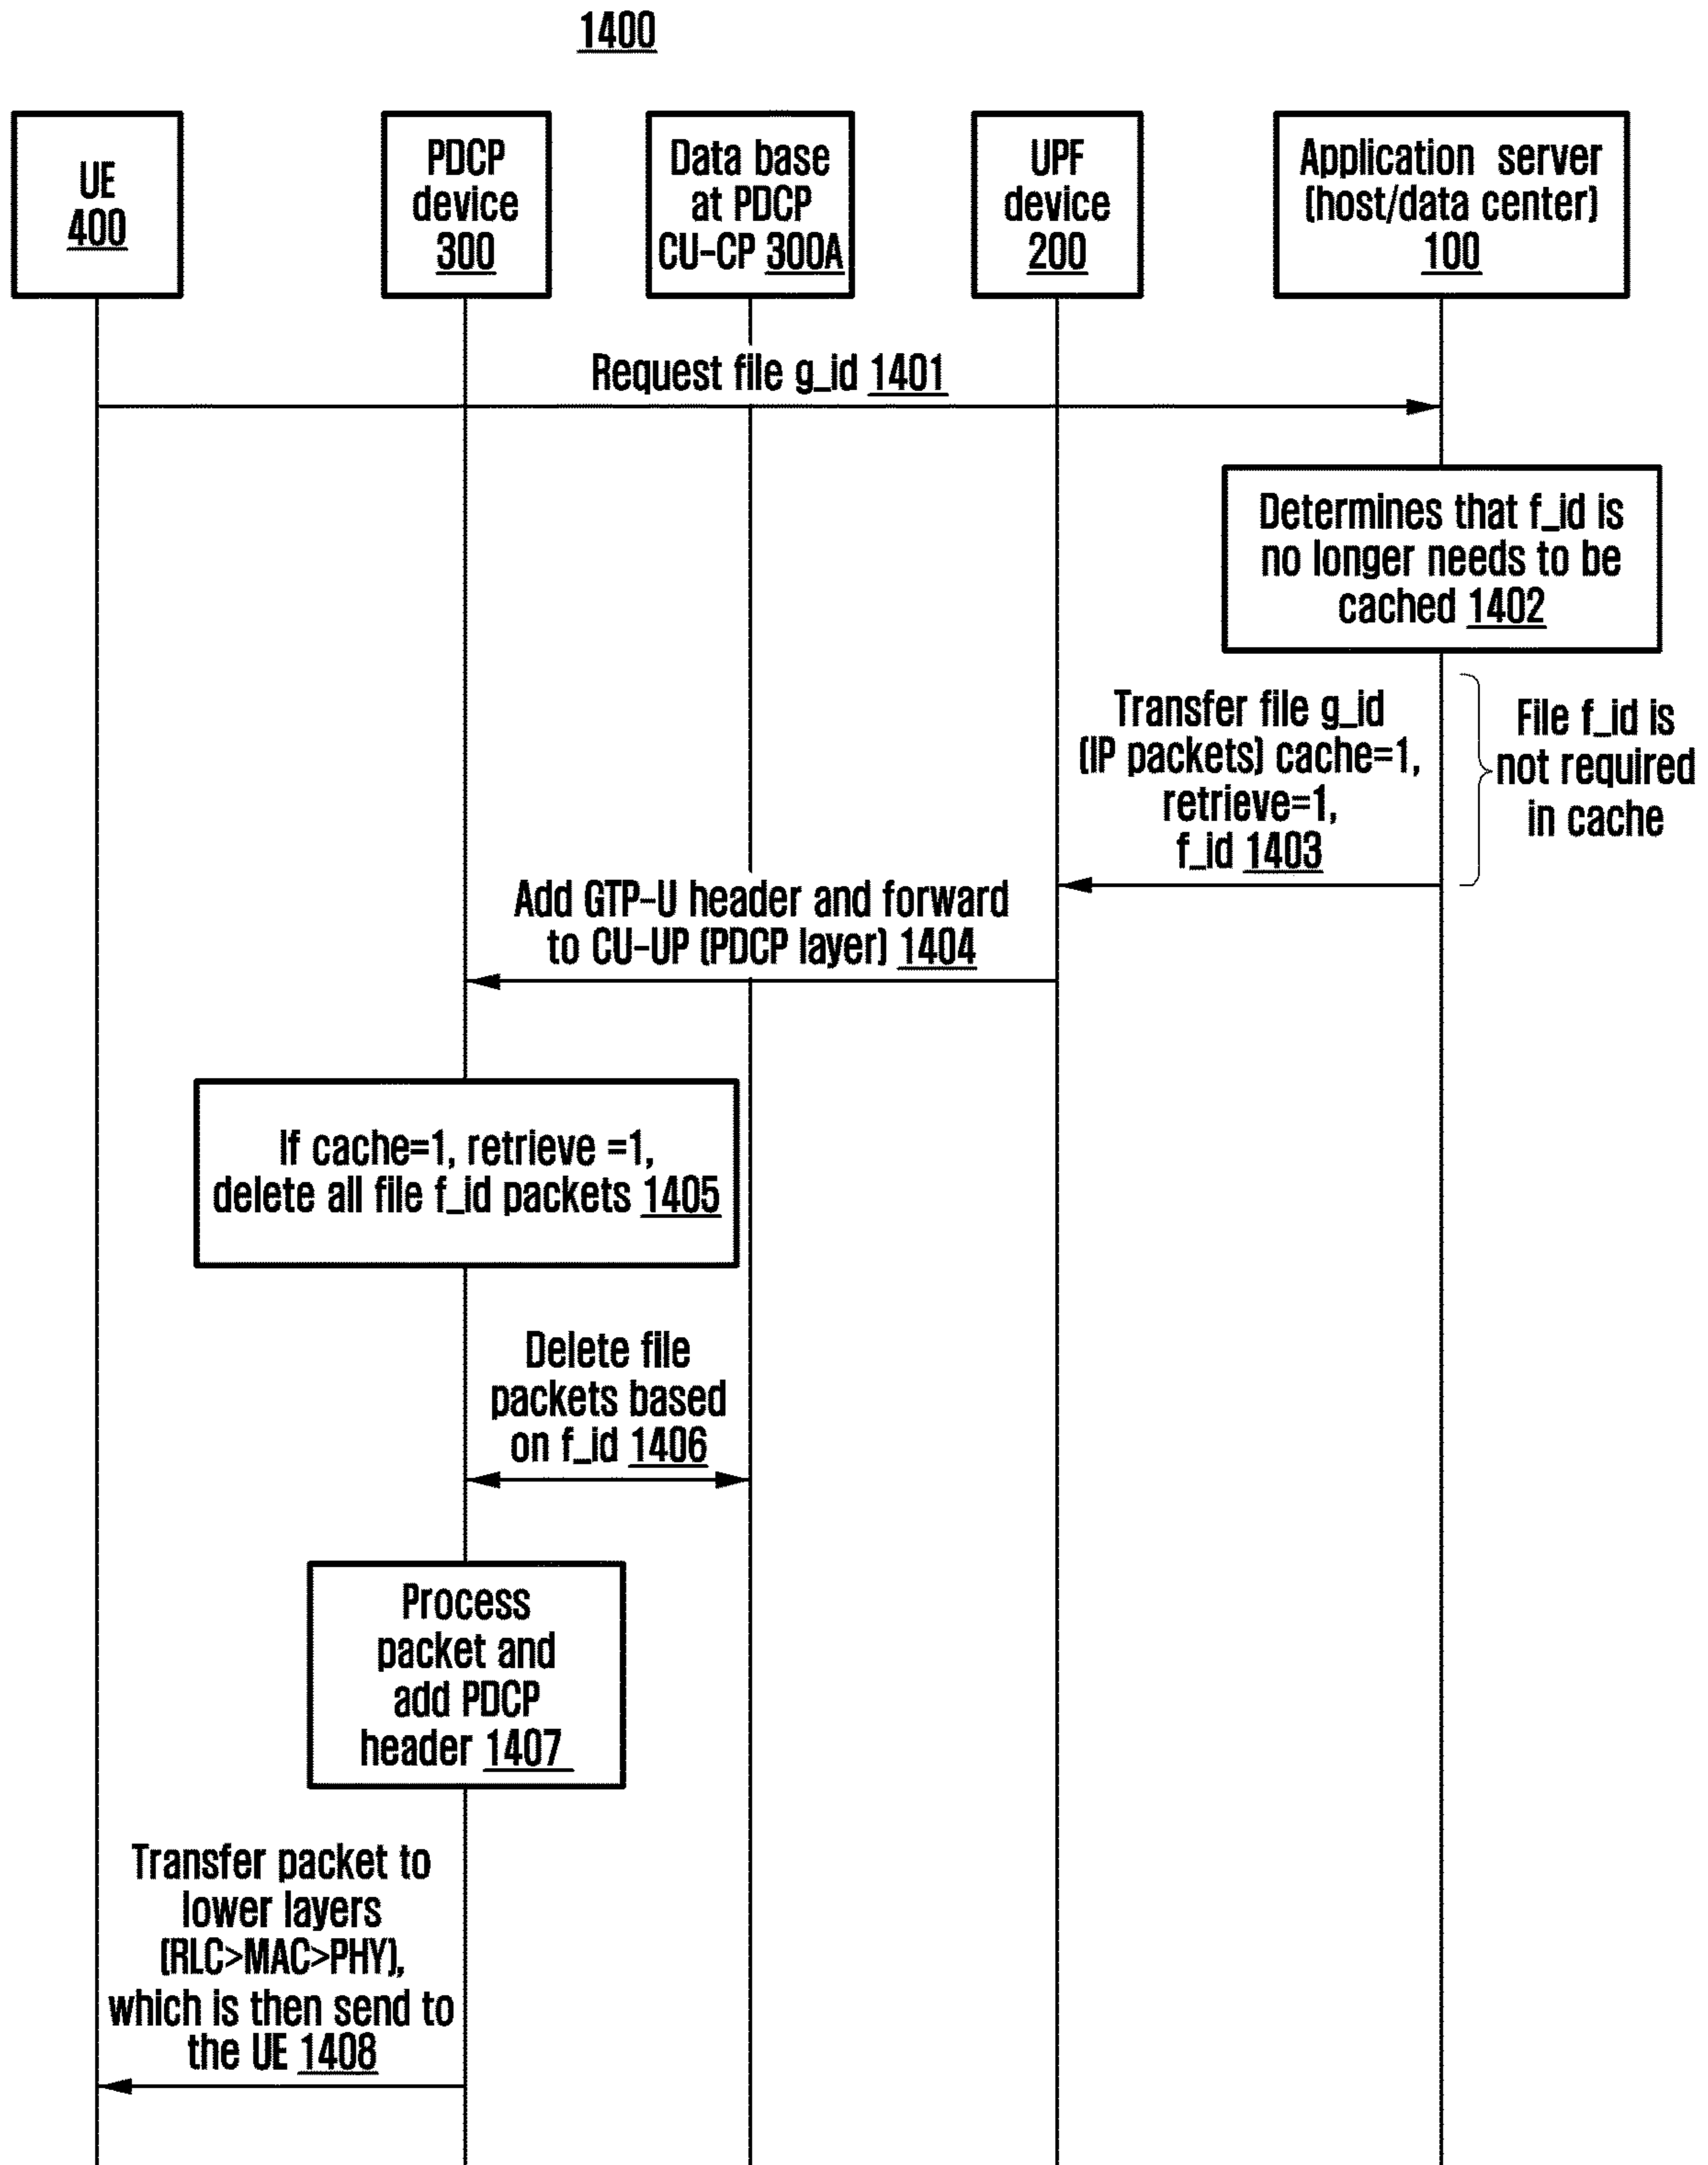 1400
UE
400
PDCP
device
300
Data base
at PDCP
CU-CP 300A
UPF
device
200
Application server
(host/data center)
100
Request file g_id 1401
Determines that f_id is
no longer needs to be
cached 1402
Transfer file g_id
(IP packets) cache=1,
retrieve=1,
f_id 1403
File f_id is
not required
in cache
Add GTP-U header and forward
to CU-UP (PDCP layer) 1404
If cache=1, retrieve =1,
delete all file f_id packets 1405
Delete file
packets based
on f_id 1406
Process
packet and
add PDCP
header 1407
Transfer packet to
lower layers
(RLC>MAC>PHY),
which is then send to
the UE 1408